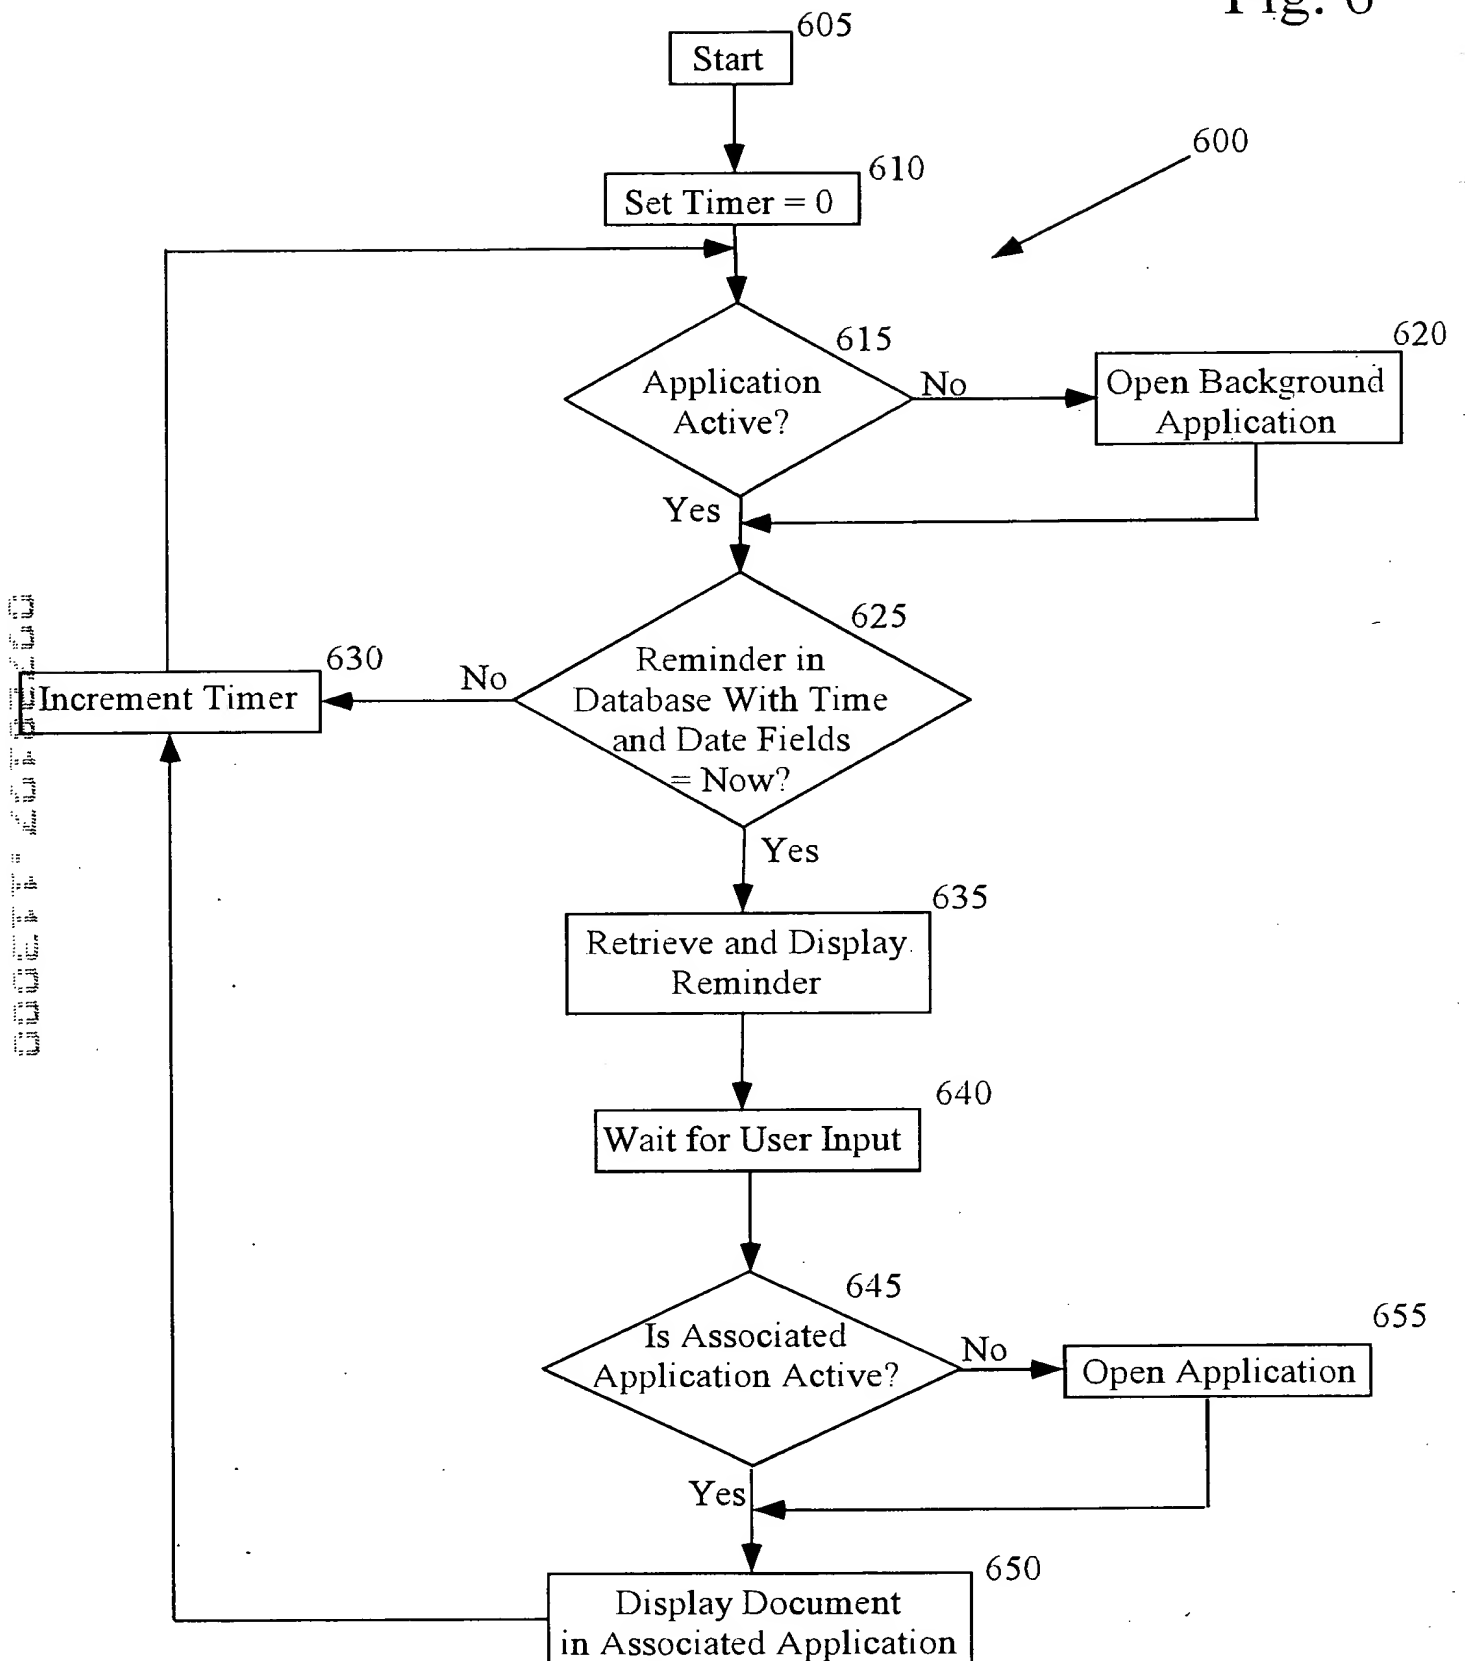 Fig. 6
605
Start
600
610
Set Timer = 0
615
620
Application
Active?
No
Open Background
Application
Yes
625
630
Reminder in
Database With Time
and Date Fields
= Now?
No
Increment Timer
Yes
635
Retrieve and Display
Reminder
640
Wait for User Input
645
655
Is Associated
Application Active?
No
Open Application
Yes
650
Display Document
in Associated Application